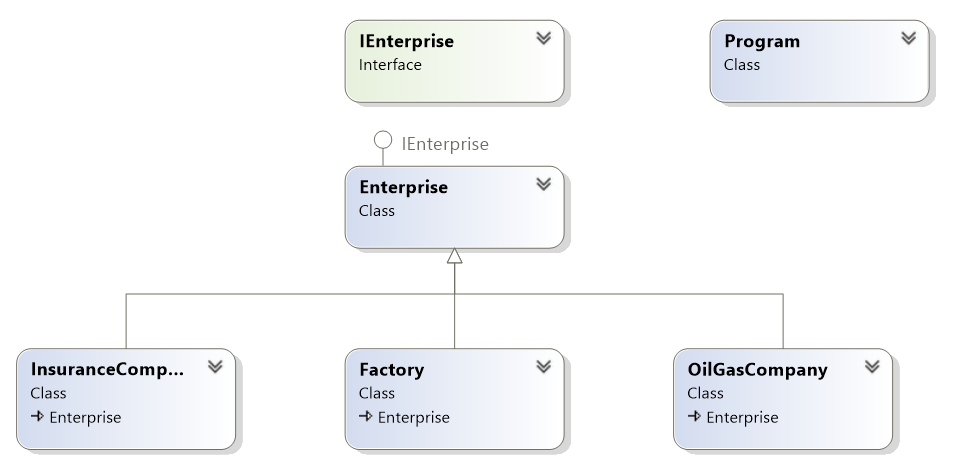 IEnterprise
Interface
Program
Class
IEnterprise
Enterprise
Class
InsuranceComp...
Class
Enterprise
Factory
Class
Enterprise
OilGasCompany
Class
Enterprise